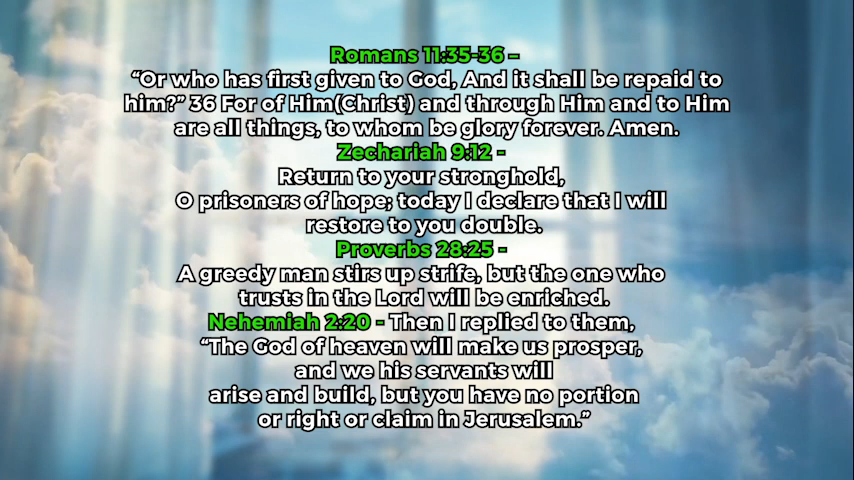 Romans 11:35-36 –
“Or who has first given to God, And it shall be repaid to
him?” 36 For of Him(Christ) and through Him and to Him
are all things, to whom be glory forever. Amen.
Zechariah 9:12 -
Return to your stronghold,
O prisoners of hope; today I declare that I will
restore to you double.
Proverbs 28:25 -
A greedy man stirs up strife, but the one who
trusts in the Lord will be enriched.
Nehemiah 2:20 - Then I replied to them,
“The God of heaven will make us prosper,
and we his servants will
arise and build, but you have no portion
or right or claim in Jerusalem.”